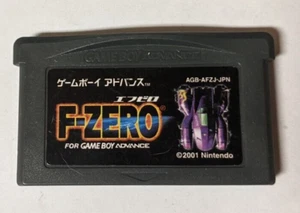 GAME BOY ADVANCE
ゲームボーイ アドバンス™
AGB-AFZJ-JPN
エフゼロ
F-ZERO
FOR GAME BOY ADVANCE
©2001 Nintendo